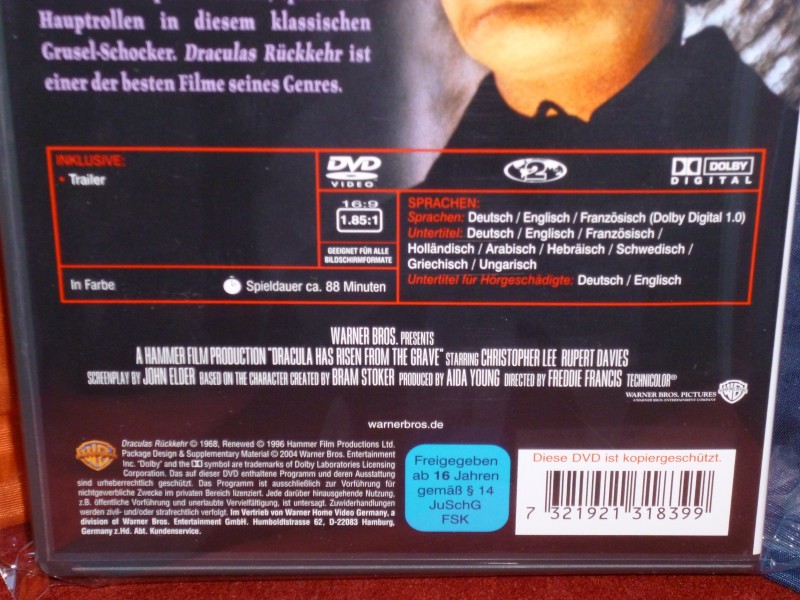 Hauptrollen in diesem klassischen
Grusel-Schocker. Draculas Rückkehr ist
einer der besten Filme seines Genres.
INKLUSIVE:
• Trailer
DVD
VIDEO
2
DOLBY
DIGITAL
16:9
1.85:1
GEEIGNET FÜR ALLE
BILDSCHIRMFORMATE
SPRACHEN:
Sprachen: Deutsch / Englisch / Französisch (Dolby Digital 1.0)
Untertitel: Deutsch / Englisch / Französisch /
Holländisch / Arabisch / Hebräisch / Schwedisch /
Griechisch / Ungarisch
Untertitel für Hörgeschädigte: Deutsch / Englisch
In Farbe
Spieldauer ca. 88 Minuten
WARNER BROS. PRESENTS
A HAMMER FILM PRODUCTION "DRACULA HAS RISEN FROM THE GRAVE" STARRING CHRISTOPHER LEE RUPERT DAVIES
SCREENPLAY BY JOHN ELDER BASED ON THE CHARACTER CREATED BY BRAM STOKER PRODUCED BY AIDA YOUNG DIRECTED BY FREDDIE FRANCIS TECHNICOLOR®
WARNER BROS. PICTURES
A WARNER BROS. ENTERTAINMENT COMPANY
warnerbros.de
Draculas Rückkehr © 1968, Renewed © 1996 Hammer Film Productions Ltd.
Package Design & Supplementary Material © 2004 Warner Bros. Entertainment
Inc. "Dolby" and the symbol are trademarks of Dolby Laboratories Licensing
Corporation. Das auf dieser DVD enthaltene Programm und deren Ausstattung
sind urheberrechtlich geschützt. Das Programm ist ausschließlich zur Vorführung für
nichtgewerbliche Zwecke im privaten Bereich lizenziert. Jede darüber hinausgehende Nutzung,
z.B. öffentliche Vorführung und unerlaubte Vervielfältigung, ist untersagt. Zuwiderhandlungen
werden zivil- und/oder strafrechtlich verfolgt. Im Vertrieb von Warner Home Video Germany, a
division of Warner Bros. Entertainment GmbH. Humboldtstrasse 62, D-22083 Hamburg,
Germany z.Hd. Abt. Kundenservice.
Freigegeben
ab 16 Jahren
gemäß § 14
JuSchG
FSK
Diese DVD ist kopiergeschützt.
7 321921 318399